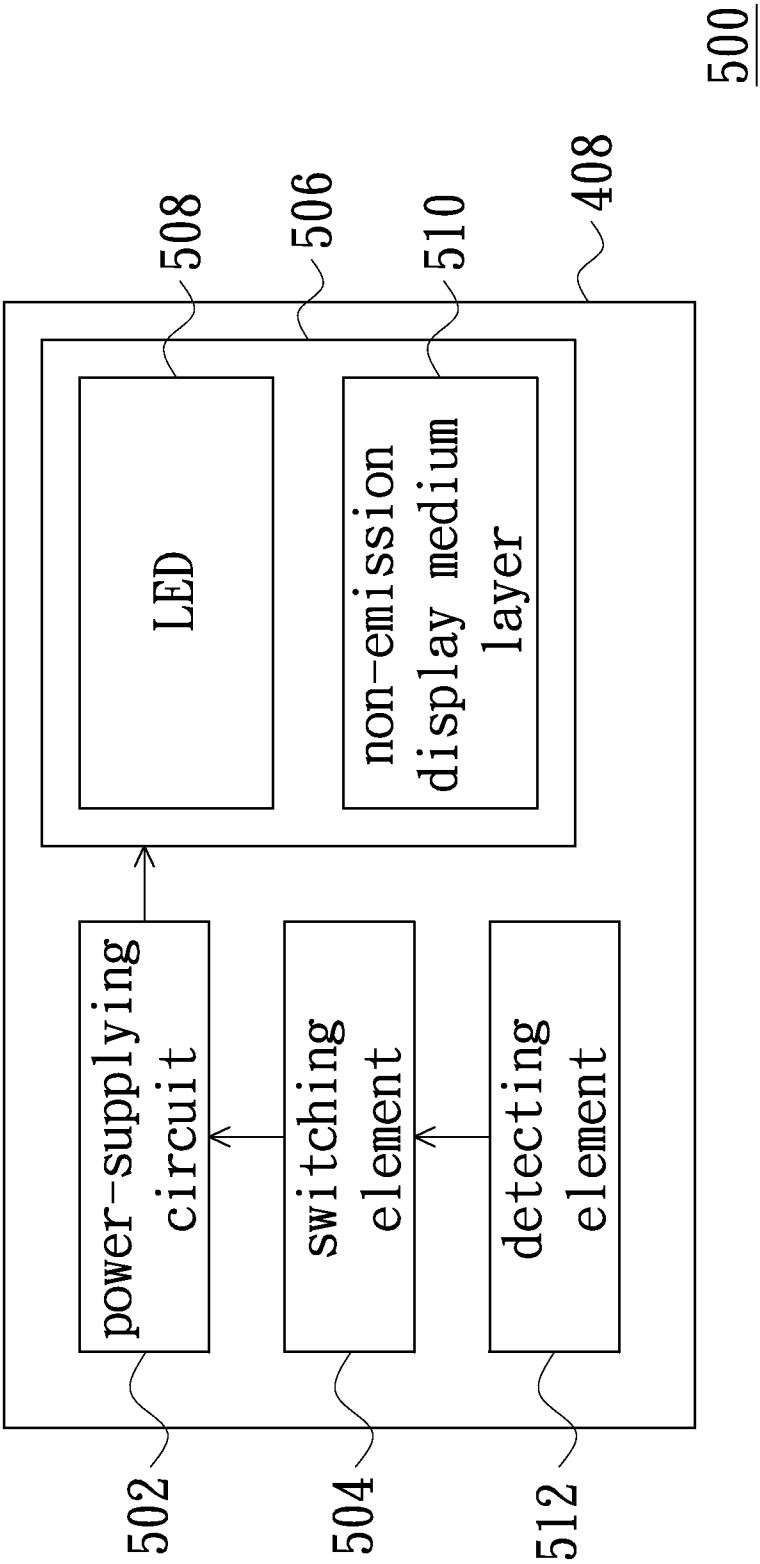 500
power-supplying
circuit
switching
element
detecting
element
LED
non-emission
display medium
layer
502
504
512
508
506
510
408